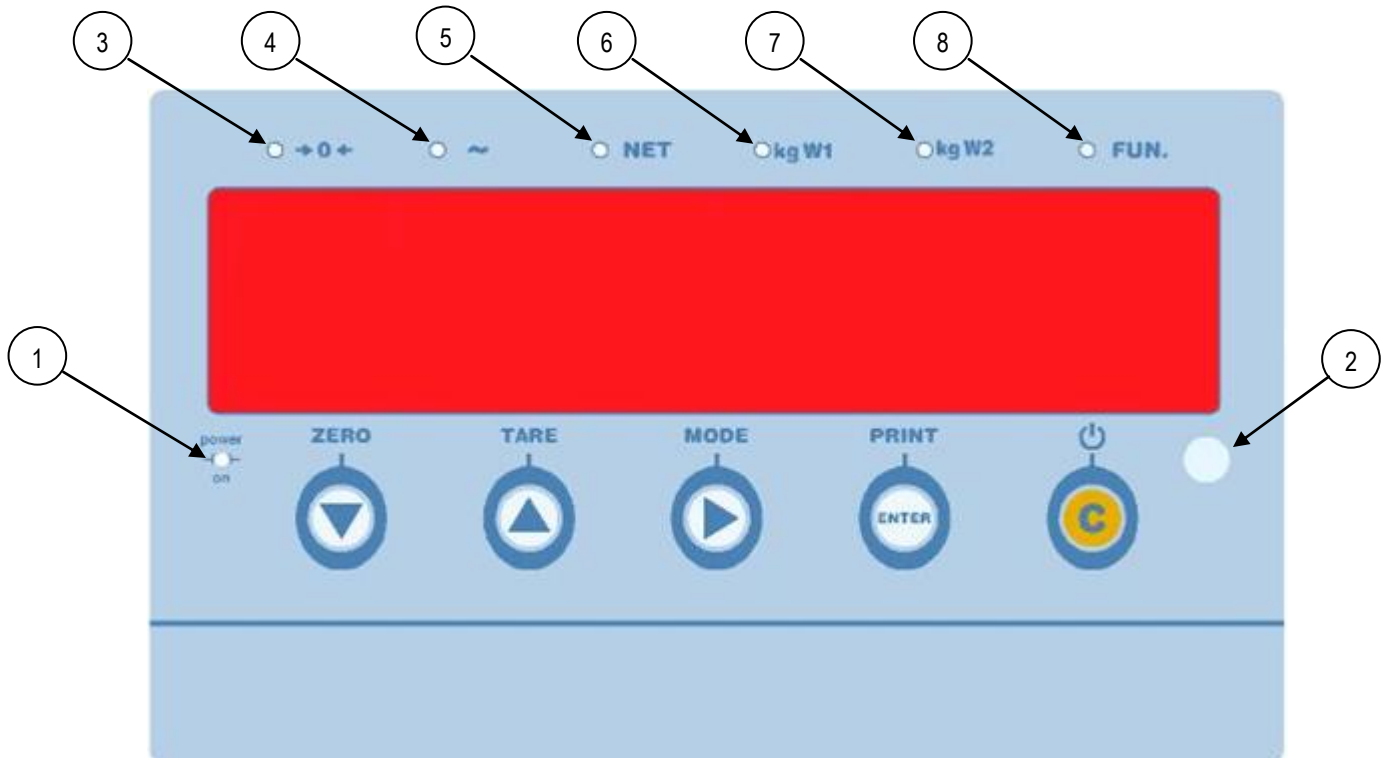 3 4 5 6 7 8
→0← ~ NET kg W1 kg W2 FUN.
1 2
power
on
ZERO TARE MODE PRINT
ENTER C